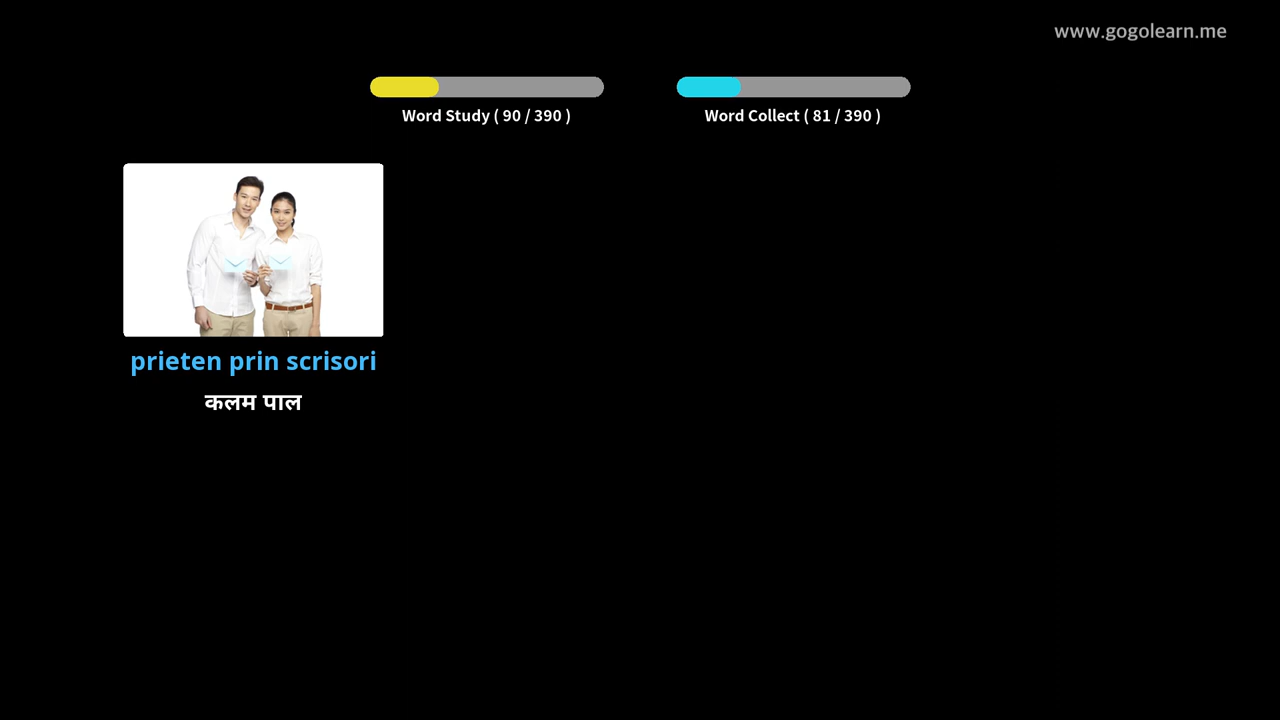 www.gogolearn.me
Word Study ( 90 / 390 )
Word Collect ( 81 / 390 )
prieten prin scrisori
कलम पाल